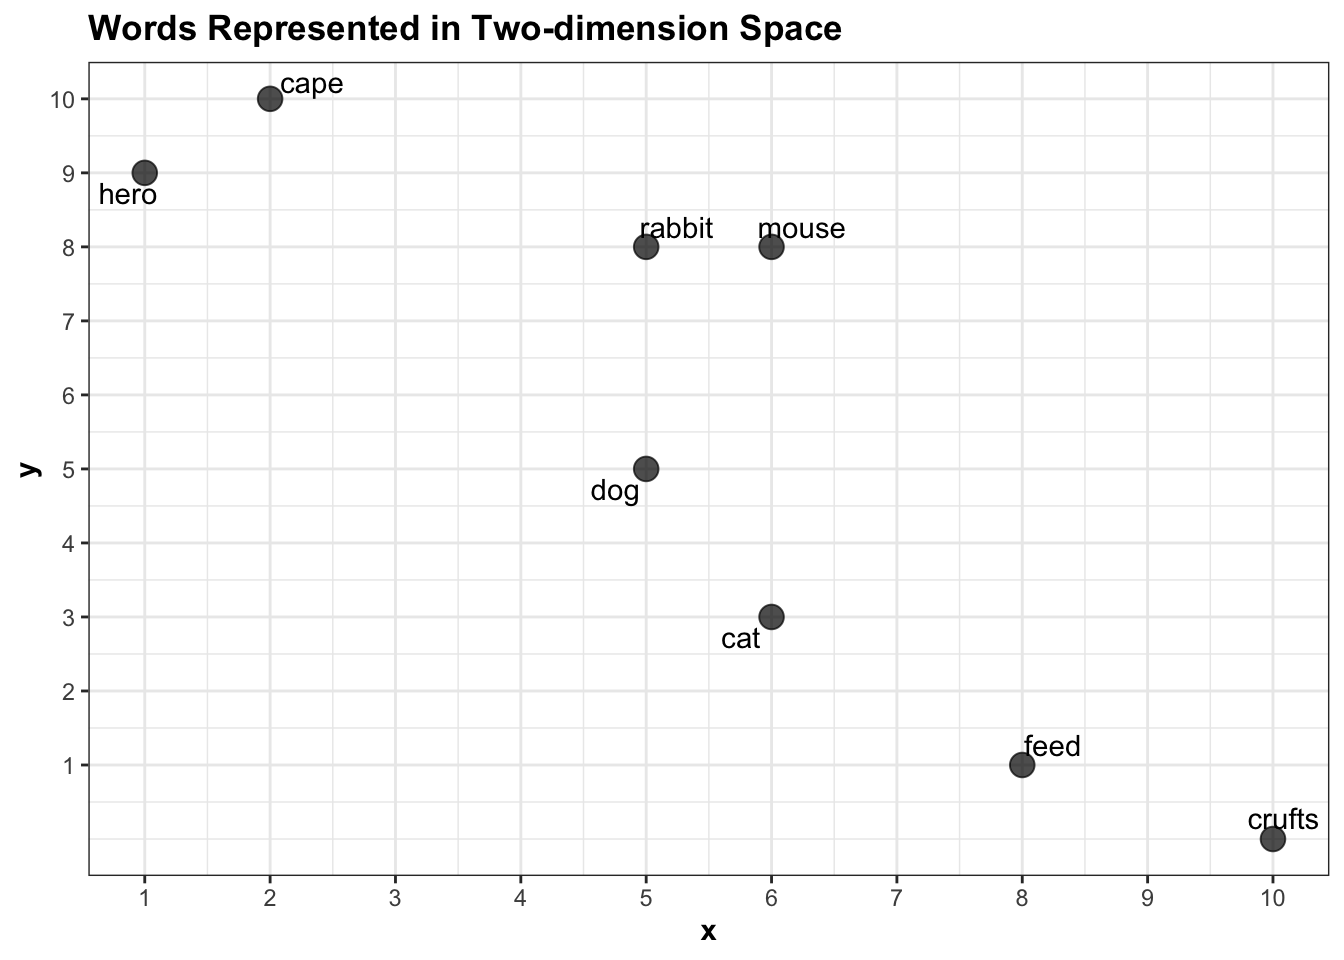 Words Represented in Two-dimension Space
cape
10
9
hero
rabbit mouse
8
7
6
y
5
dog
4
3
cat
2
feed
1
crufts
1 2 3 4 5 6 7 8 9 10
x